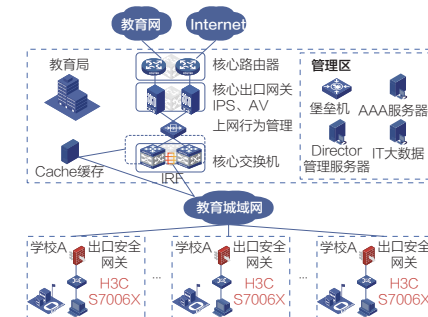 教育网
Internet
教育局
核心路由器
核心出口网关
IPS、AV
上网行为管理
Cache缓存
核心交换机
IRF
管理区
堡垒机
AAA服务器
Director
管理服务器
IT大数据
教育城域网
学校A
出口安全
网关
H3C
S7006X
...
学校A
出口安全
网关
H3C
S7006X
...
学校A
出口安全
网关
H3C
S7006X